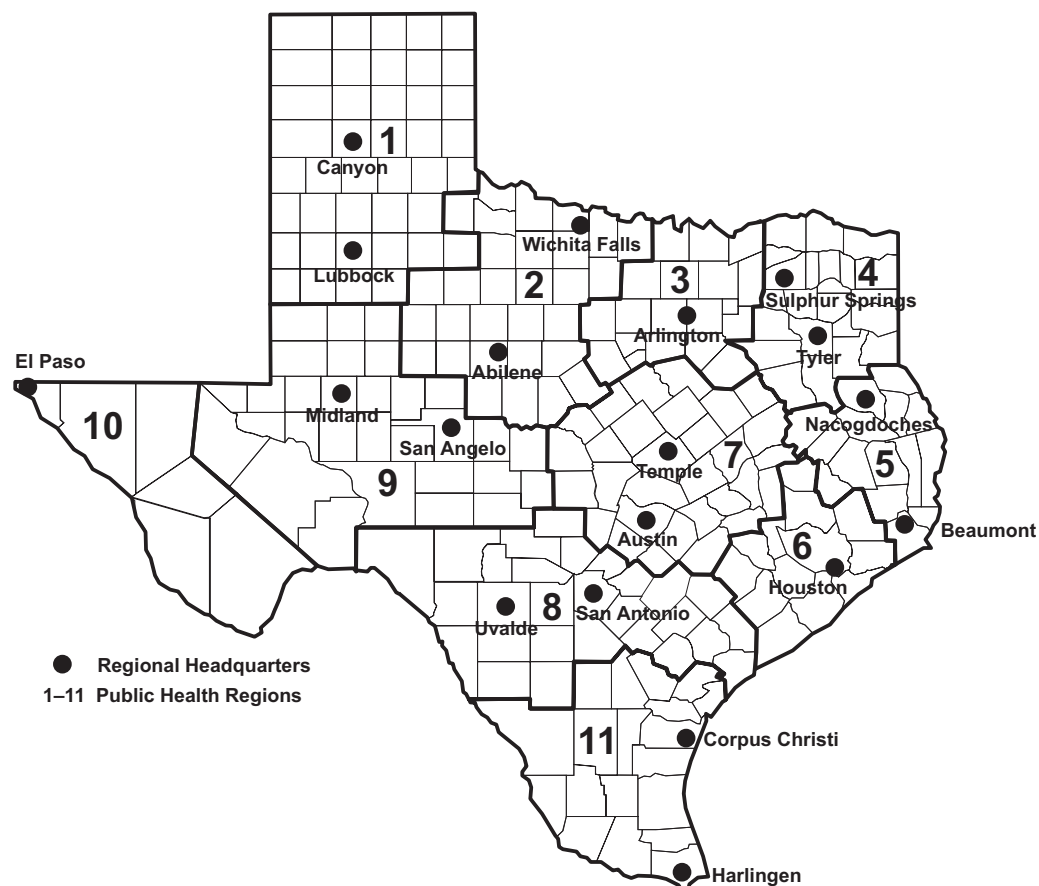 1
Canyon
Wichita Falls
Lubbock
2
3
4
Sulphur Springs
Arlington
Tyler
El Paso
Abilene
10
Midland
San Angelo
Nacogdoches
9
Temple
7
5
Austin
6
Beaumont
Houston
8
San Antonio
Uvalde
Regional Headquarters
1–11 Public Health Regions
11
Corpus Christi
Harlingen